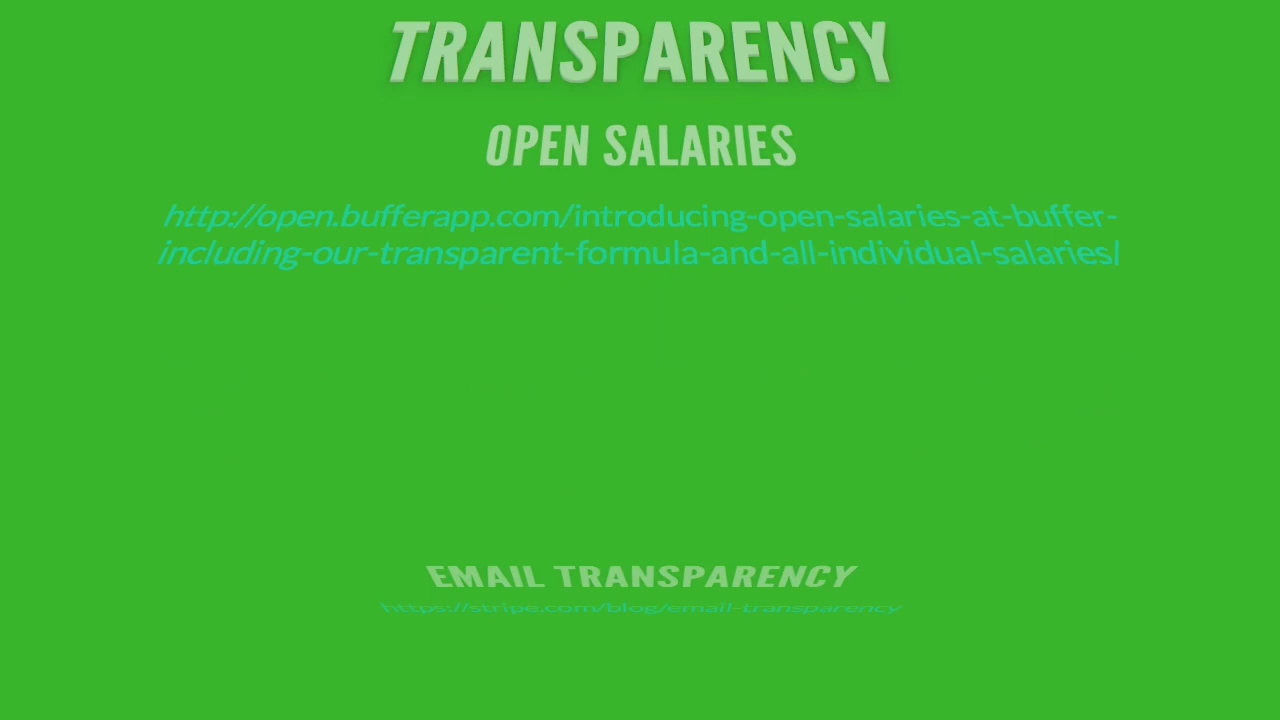 TRANSPARENCY
OPEN SALARIES
http://open.bufferapp.com/introducing-open-salaries-at-buffer-
including-our-transparent-formula-and-all-individual-salaries/
EMAIL TRANSPARENCY
https://stripe.com/blog/email-transparency